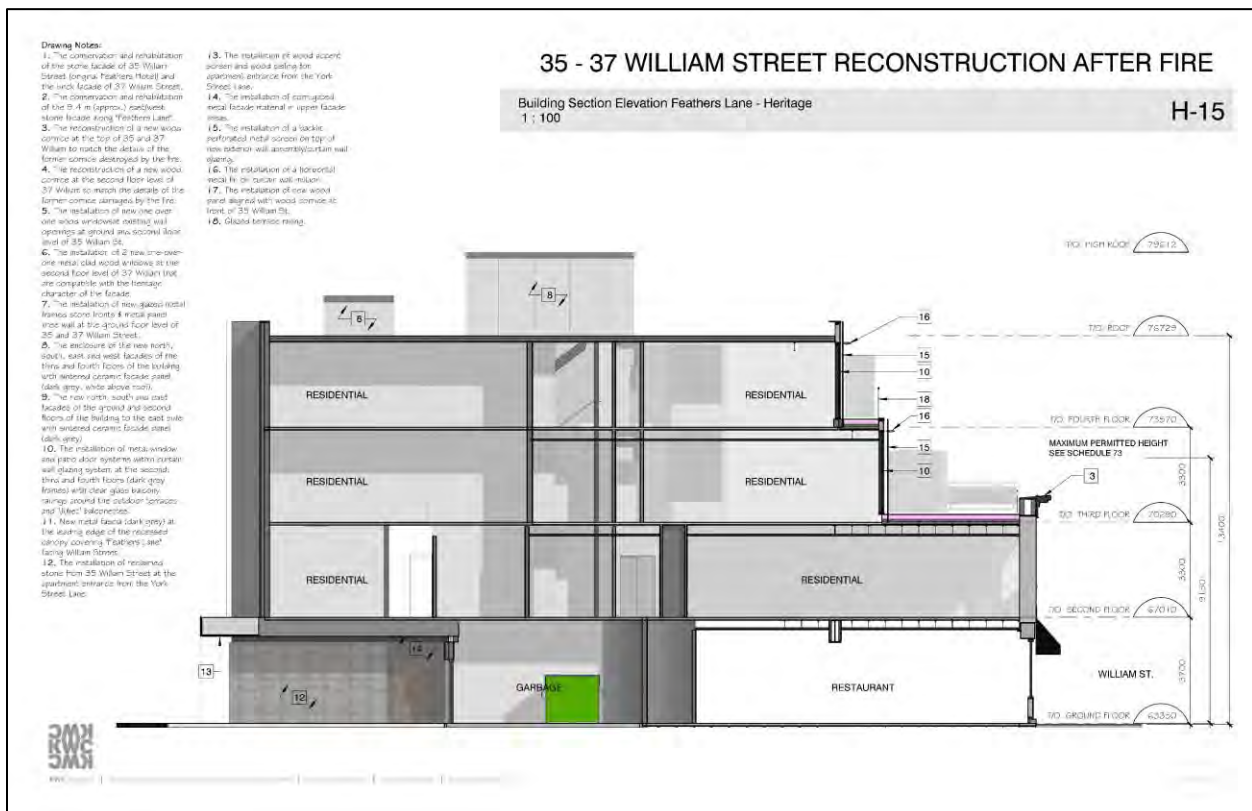 Drawing Notes:
1. The conservation and rehabilitation
of the stone facade of 35 William
Street (original Feathers Hotel) and
the brick facade of 37 William Street.
2. The conservation and rehabilitation
of the 9.4 m (approx.) east/west
stone facade along "Feathers Lane".
3. The reconstruction of a new wood
cornice at the top of 35 and 37
William to match the details of the
former cornice destroyed by the fire.
4. The reconstruction of a new wood
cornice at the second floor level of
37 William to match the details of the
former cornice damaged by the fire.
5. The installation of new one over
one wood windows existing wall
openings at ground and second floor
level of 35 William St.
6. The installation of 2 new one-over-
one metal clad wood windows at the
second floor level of 37 William that
are compatible with the heritage
character of the facade.
7. The installation of new glazed metal
frames store fronts & metal panel
tree wall at the ground floor level of
35 and 37 William Street.
8. The enclosure of the new north,
south, east and west facades of the
third and fourth floors of the building
with sintered ceramic facade panel
(dark grey, white above roof).
9. The new north, south and east
facades of the ground and second
floors of the building to the east side
with sintered ceramic facade panel
(dark grey)
10. The installation of metal window
and patio door systems within curtain
wall glazing system at the second,
third and fourth floors (dark grey
frames) with clear glass balcony
railings around the outdoor terraces
and "Juliet" balconettes.
11. New metal fascia (dark grey) at
the leading edge of the recessed
canopy covering "Feathers Lane"
facing William Street.
12. The installation of reclaimed
stone from 35 William Street at the
apartment entrance from the York
Street Lane.
13. The installation of wood accent
screen and wood ceiling for
apartment entrance from the York
Street Lane.
14. The installation of corrugated
metal facade material in upper facade
areas.
15. The installation of a backlit
perforated metal screen on top of
new exterior wall assembly/curtain wall
glazing.
16. The installation of a horizontal
metal fin on curtain wall mullion.
17. The installation of new wood
panel aligned with wood cornice at
front of 35 William St.
18. Glazed terrace railing.
35 - 37 WILLIAM STREET RECONSTRUCTION AFTER FIRE
Building Section Elevation Feathers Lane - Heritage
1 : 100
H-15
T/O. HIGH ROOF 79612
8
8
16
T/O. ROOF 76729
15
10
RESIDENTIAL
RESIDENTIAL
18
16
T/O. FOURTH FLOOR 73570
MAXIMUM PERMITTED HEIGHT
SEE SCHEDULE 73
15
10
3
3300
RESIDENTIAL
RESIDENTIAL
T/O. THIRD FLOOR 70280
13400
3300
9150
RESIDENTIAL
RESIDENTIAL
T/O. SECOND FLOOR 67010
13
12
GARBAGE
RESTAURANT
WILLIAM ST.
3700
T/O. GROUND FLOOR 63350
RWC